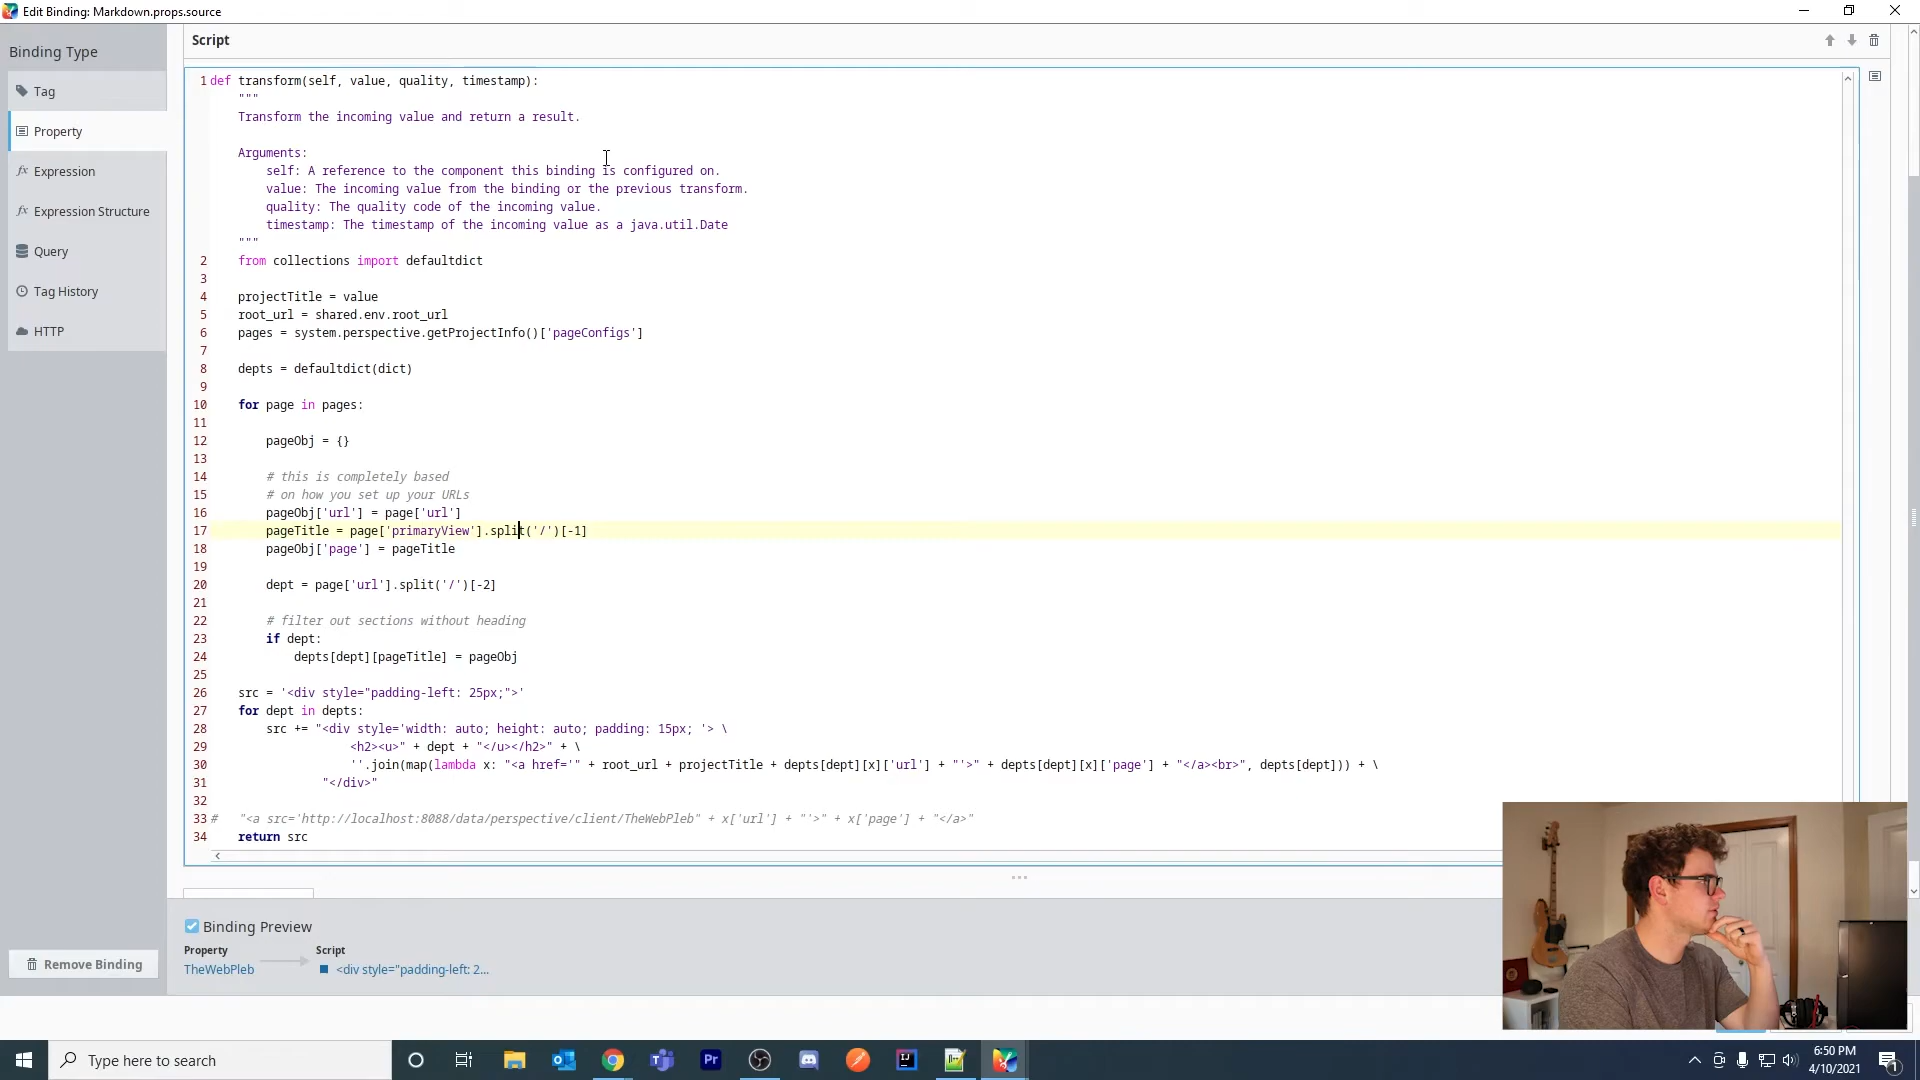 Edit Binding: Markdown.props.source
Binding Type
Tag
Property
Expression
Expression Structure
Query
Tag History
HTTP
Remove Binding
Script
1 def transform(self, value, quality, timestamp):
"""
Transform the incoming value and return a result.
Arguments:
self: A reference to the component this binding is configured on.
value: The incoming value from the binding or the previous transform.
quality: The quality code of the incoming value.
timestamp: The timestamp of the incoming value as a java.util.Date
"""
2 from collections import defaultdict
3
4 projectTitle = value
5 root_url = shared.env.root_url
6 pages = system.perspective.getProjectInfo()['pageConfigs']
7
8 depts = defaultdict(dict)
9
10 for page in pages:
11
12 pageObj = {}
13
14 # this is completely based
15 # on how you set up your URLs
16 pageObj['url'] = page['url']
17 pageTitle = page['primaryView'].split('/')[-1]
18 pageObj['page'] = pageTitle
19
20 dept = page['url'].split('/')[-2]
21
22 # filter out sections without heading
23 if dept:
24 depts[dept][pageTitle] = pageObj
25
26 src = '<div style="padding-left: 25px;">'
27 for dept in depts:
28 src += "<div style='width: auto; height: auto; padding: 15px; '> \
29 <h2><u>" + dept + "</u></h2>" + \
30 ''.join(map(lambda x: "<a href='" + root_url + projectTitle + depts[dept][x]['url'] + "'>" + depts[dept][x]['page'] + "</a><br>", depts[dept])) + \
31 "</div>"
32
33 # "<a src='http://localhost:8088/data/perspective/client/TheWebPleb" + x['url'] + "'>" + x['page'] + "</a>"
34 return src
Binding Preview
Property
Script
TheWebPleb
<div style="padding-left: 2...
Type here to search
6:50 PM
4/10/2021